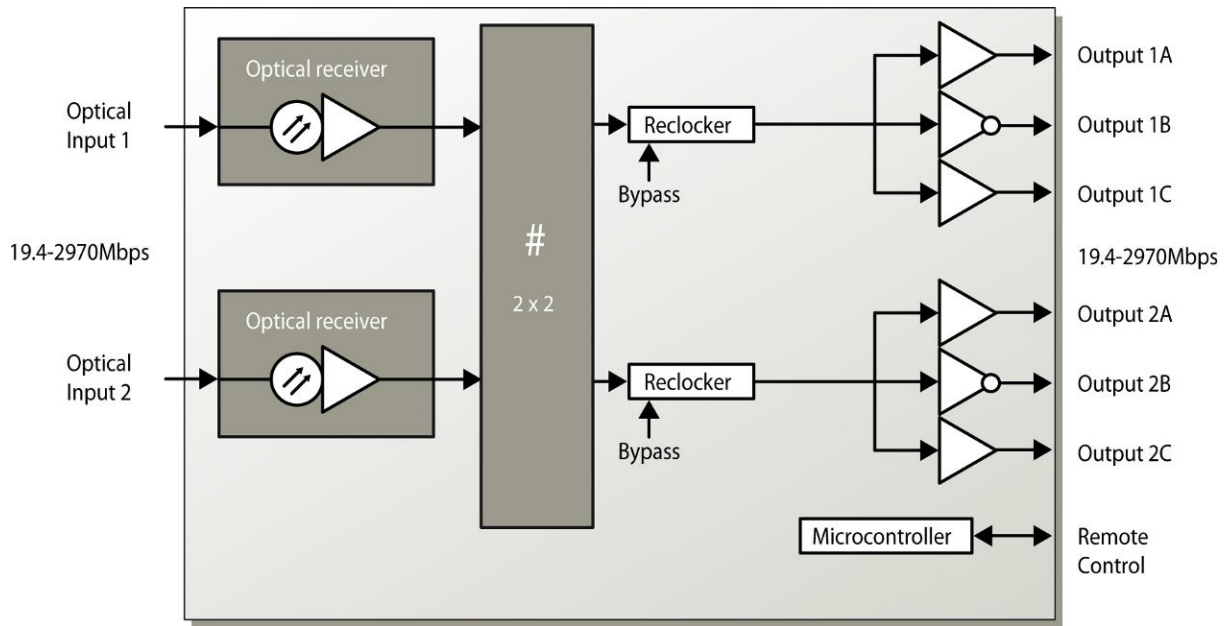 Optical receiver
Optical
Input 1
Reclocker
Bypass
Output 1A
Output 1B
Output 1C
19.4-2970Mbps
#
2 x 2
19.4-2970Mbps
Optical receiver
Optical
Input 2
Reclocker
Bypass
Output 2A
Output 2B
Output 2C
Microcontroller
Remote
Control